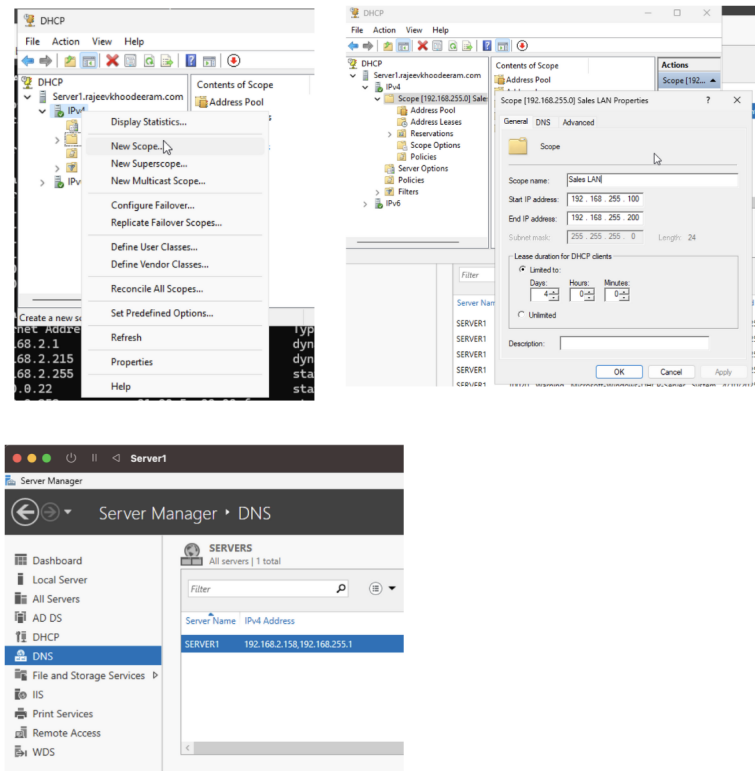 DHCP
File Action View Help
DHCP
Server1.rajeevkhoodeeram.com
IPv4
Contents of Scope
Address Pool
Display Statistics...
New Scope...
New Superscope...
New Multicast Scope...
Configure Failover...
Replicate Failover Scopes...
Define User Classes...
Define Vendor Classes...
Reconcile All Scopes...
Set Predefined Options...
Refresh
Properties
Help
Create a new
68.2.1 dyn
68.2.215 dyn
68.2.255 sta
.0.22 sta
DHCP
File Action View Help
DHCP
Server1.rajeevkhoodeeram.com
IPv4
Scope [192.168.255.0] Sale
Address Pool
Address Leases
Reservations
Scope Options
Policies
Server Options
Policies
Filters
IPv6
Contents of Scope
Address Pool
Actions
Scope [192...
Scope [192.168.255.0] Sales LAN Properties ? X
General DNS Advanced
Scope
Scope name: Sales LAN
Start IP address: 192 . 168 . 255 . 100
End IP address: 192 . 168 . 255 . 200
Subnet mask: 255 . 255 . 255 . 0 Length: 24
Lease duration for DHCP clients
Limited to:
Days: Hours: Minutes:
4 0 0
Unlimited
Description:
OK Cancel Apply
Filter
Server Nam
SERVER1
SERVER1
SERVER1
SERVER1
SERVER1
Server1
Server Manager
Server Manager • DNS
Dashboard
Local Server
All Servers
AD DS
DHCP
DNS
File and Storage Services
IIS
Print Services
Remote Access
WDS
SERVERS
All servers | 1 total
Filter
Server Name IPv4 Address
SERVER1 192.168.2.158,192.168.255.1